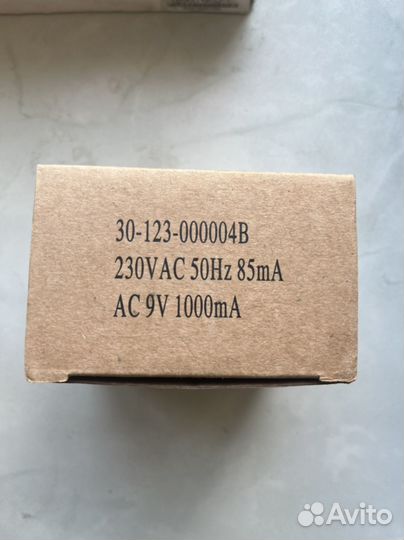 30-123-000004B
230VAC 50Hz 85mA
AC 9V 1000mA
Avito